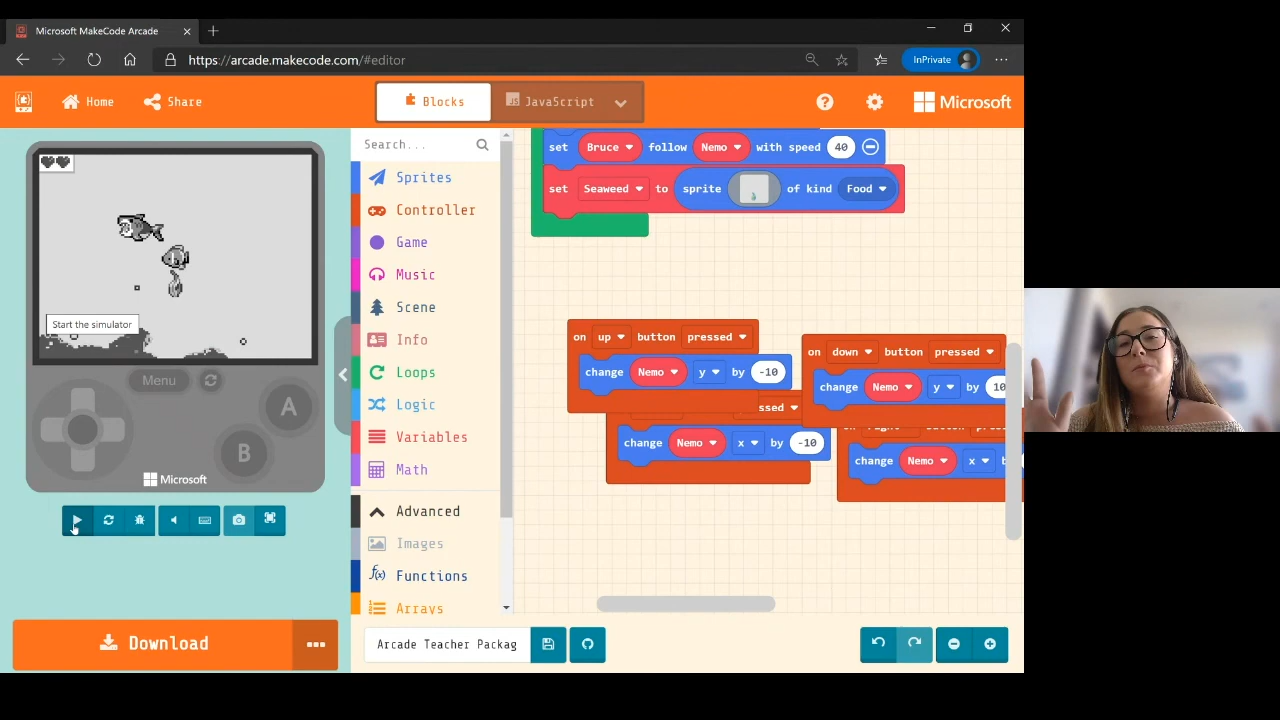 Microsoft MakeCode Arcade
https://arcade.makecode.com/#editor
InPrivate
Home
Share
Blocks
JavaScript
Microsoft
Search...
Sprites
Controller
Game
Music
Scene
Info
Loops
Logic
Variables
Math
Advanced
Images
Functions
Arrays
set Bruce follow Nemo with speed 40
set Seaweed to sprite of kind Food
on up button pressed
change Nemo y by -10
ssed
change Nemo x by -10
on down button pressed
change Nemo y by 10
change Nemo x
Start the simulator
Menu
A
B
Microsoft
Download
Arcade Teacher Packag